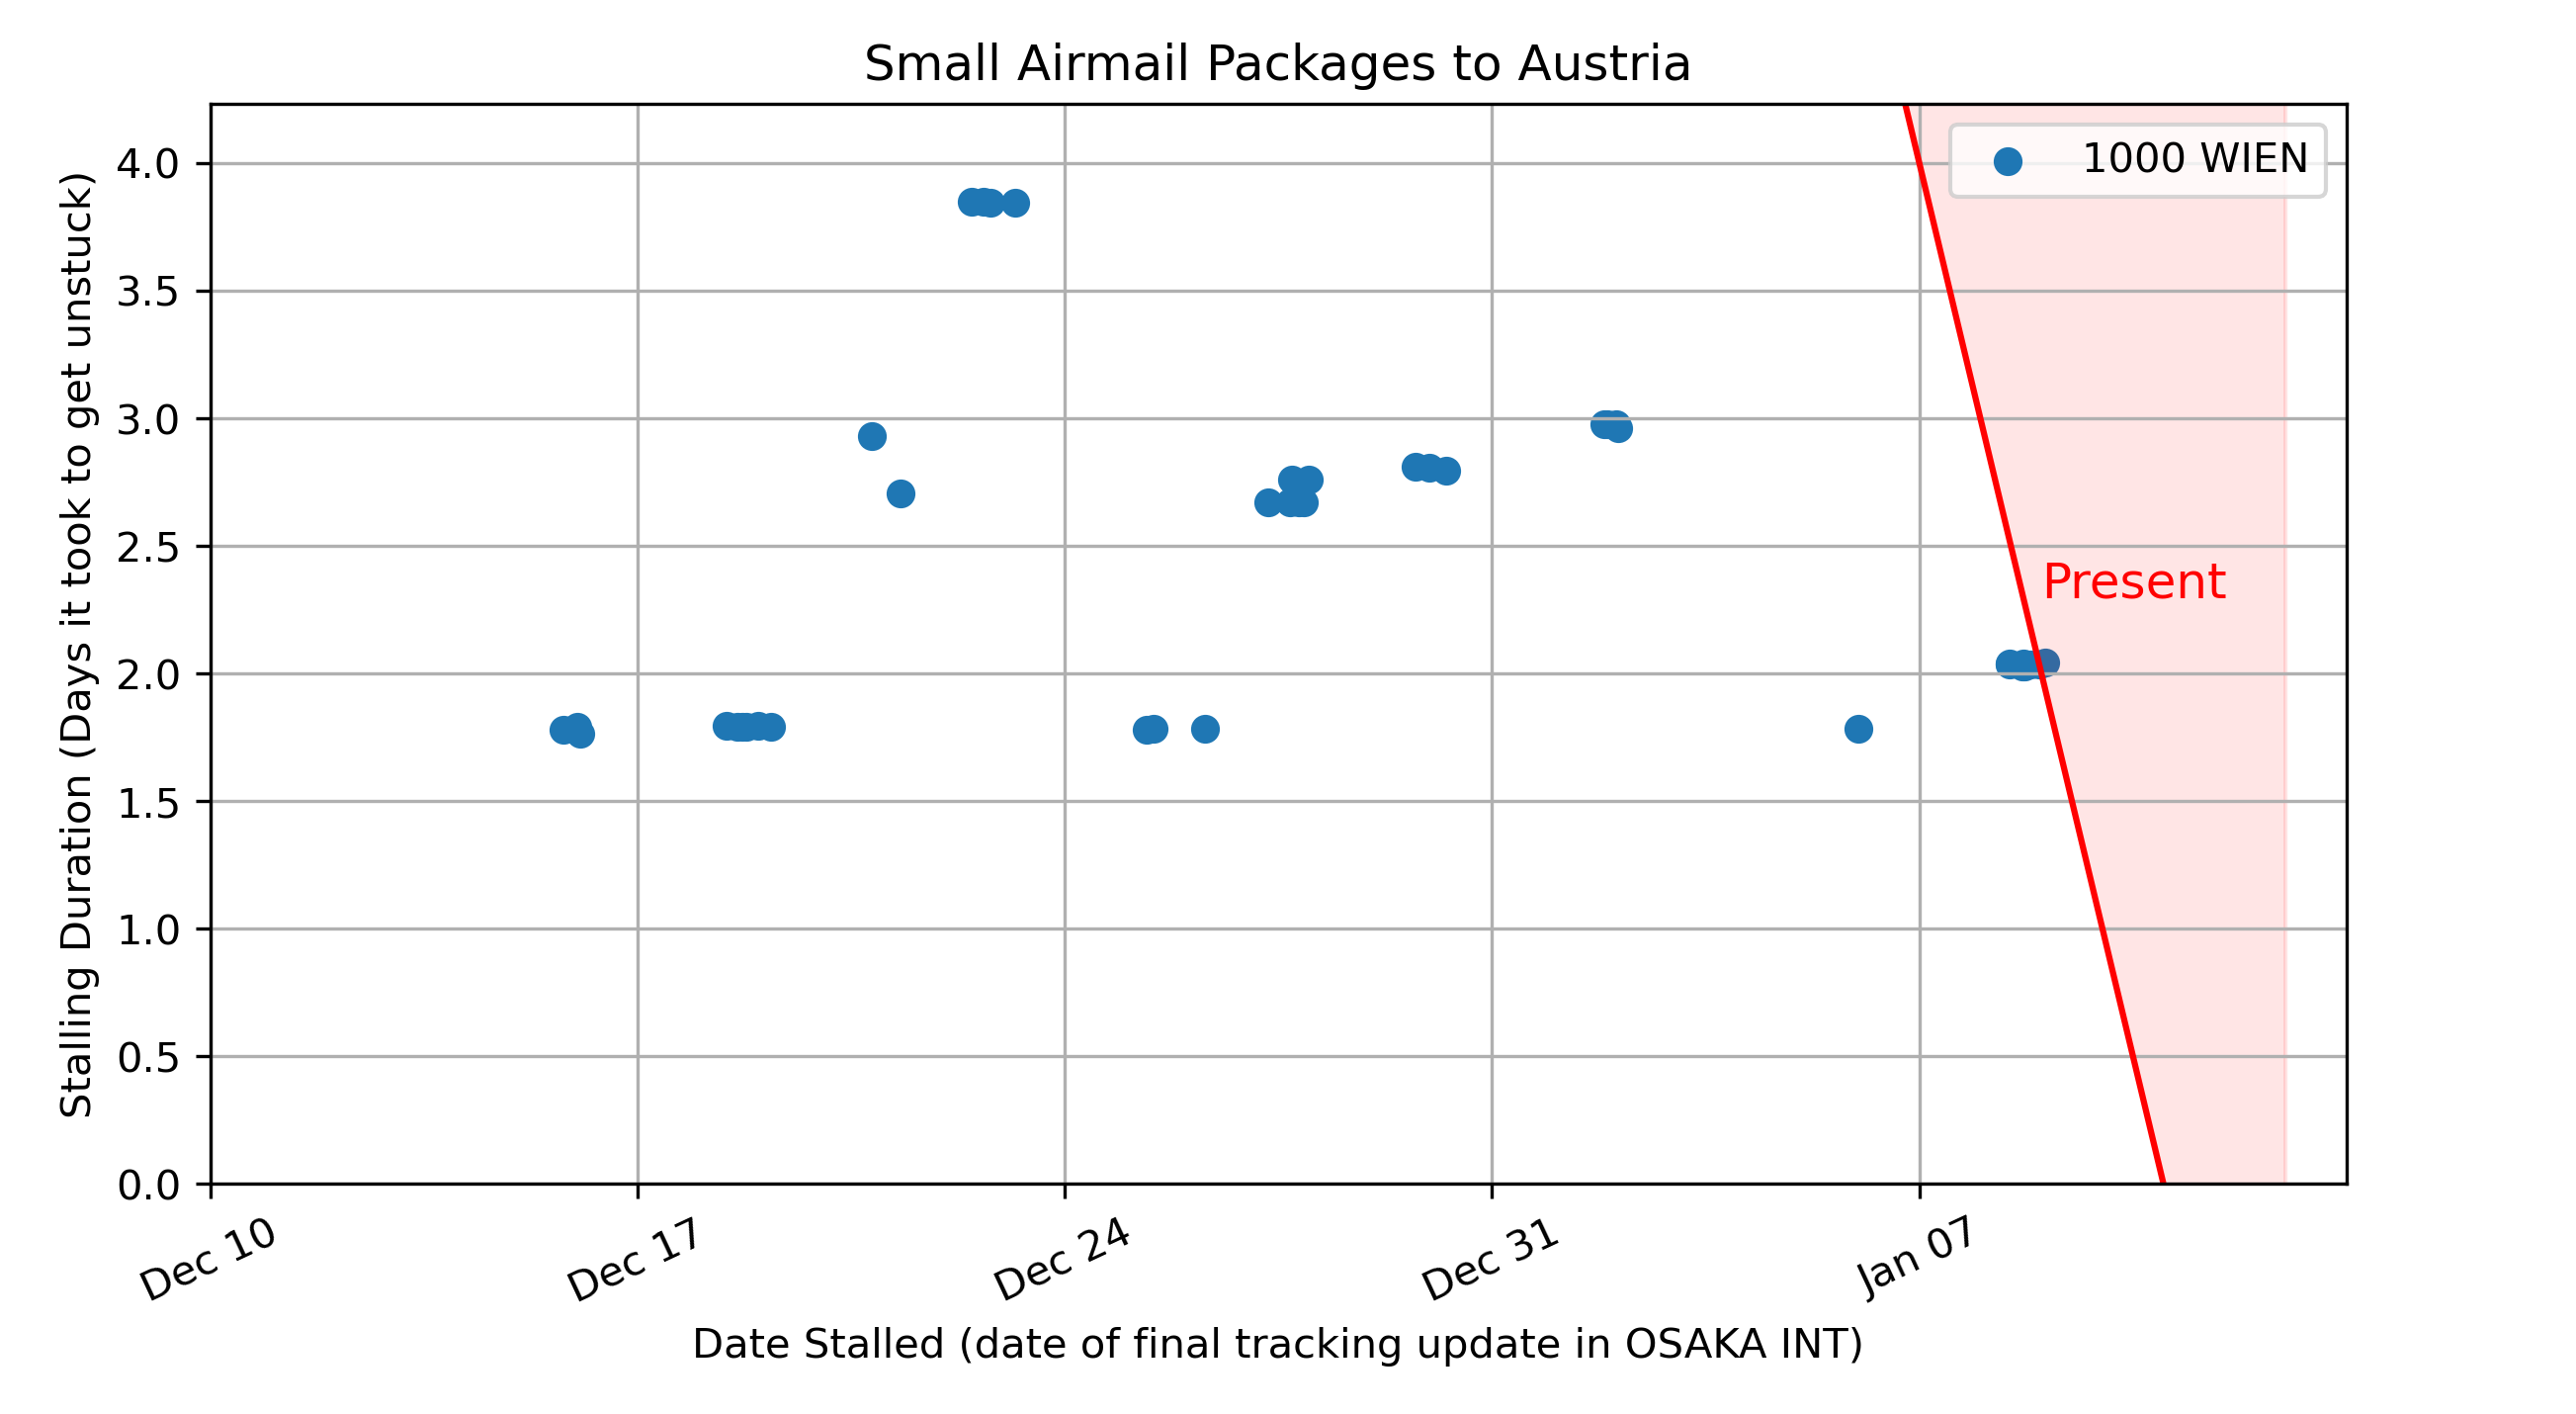 Small Airmail Packages to Austria
Stalling Duration (Days it took to get unstuck)
4.0
3.5
3.0
2.5
2.0
1.5
1.0
0.5
0.0
1000 WIEN
Present
Dec 10
Dec 17
Dec 24
Dec 31
Jan 07
Date Stalled (date of final tracking update in OSAKA INT)